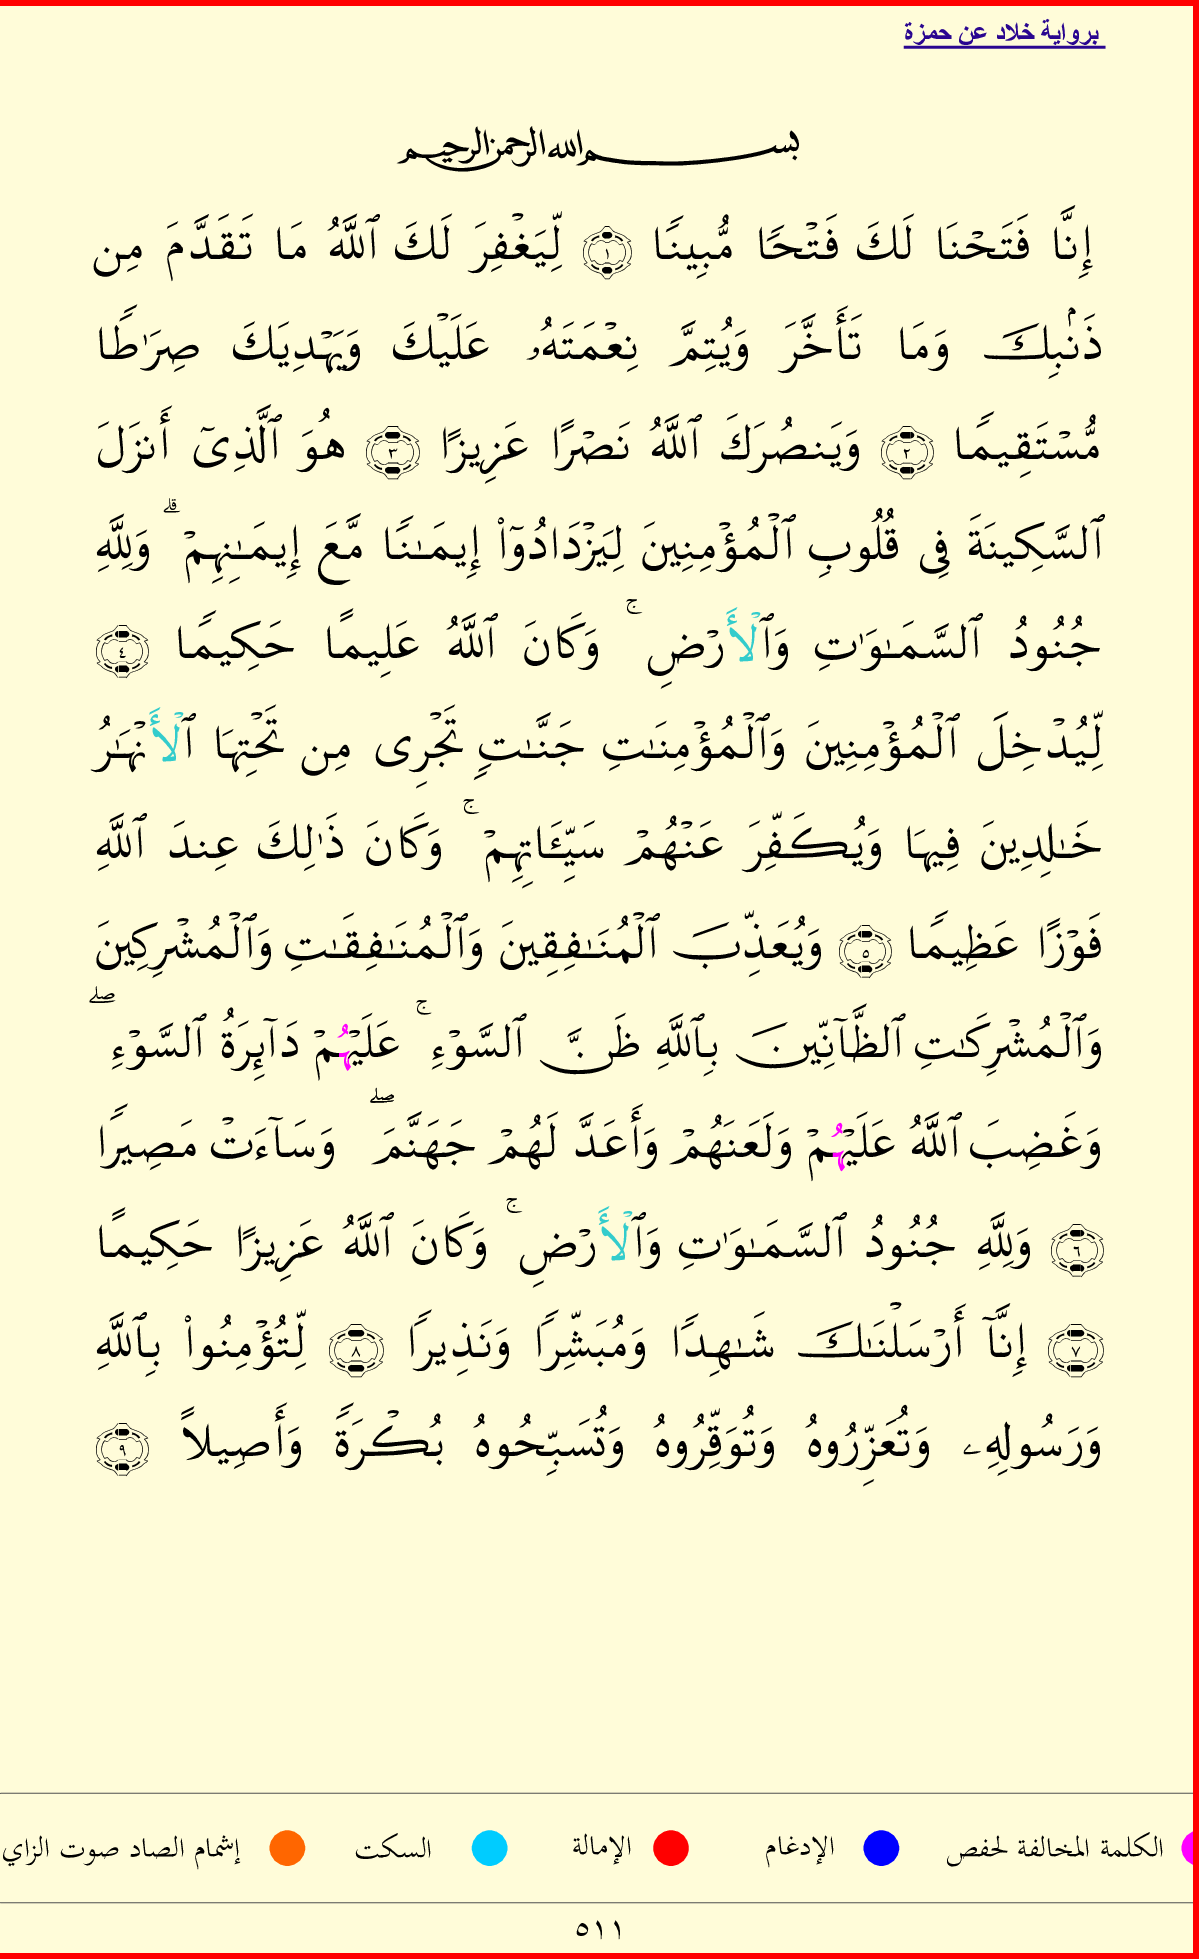 برواية خلاد عن حمزة
بسم الله الرحمن الرحيم
إِنَّا فَتَحْنَا لَكَ فَتْحًا مُّبِينًا ١ لِّيَغْفِرَ لَكَ ٱللَّهُ مَا تَقَدَّمَ مِن
ذَنۢبِكَ وَمَا تَأَخَّرَ وَيُتِمَّ نِعْمَتَهُۥ عَلَيْكَ وَيَهْدِيَكَ صِرَٰطًا
مُّسْتَقِيمًا ٢ وَيَنصُرَكَ ٱللَّهُ نَصْرًا عَزِيزًا ٣ هُوَ ٱلَّذِىٓ أَنزَلَ
ٱلسَّكِينَةَ فِى قُلُوبِ ٱلْمُؤْمِنِينَ لِيَزْدَادُوٓا۟ إِيمَـٰنًا مَّعَ إِيمَـٰنِهِمْ ۗ وَلِلَّهِ
جُنُودُ ٱلسَّمَـٰوَٰتِ وَٱلْأَرْضِ ۚ وَكَانَ ٱللَّهُ عَلِيمًا حَكِيمًا ٤
لِّيُدْخِلَ ٱلْمُؤْمِنِينَ وَٱلْمُؤْمِنَـٰتِ جَنَّـٰتٍ تَجْرِى مِن تَحْتِهَا ٱلْأَنْهَـٰرُ
خَـٰلِدِينَ فِيهَا وَيُكَفِّرَ عَنْهُمْ سَيِّـَٔاتِهِمْ ۚ وَكَانَ ذَٰلِكَ عِندَ ٱللَّهِ
فَوْزًا عَظِيمًا ٥ وَيُعَذِّبَ ٱلْمُنَـٰفِقِينَ وَٱلْمُنَـٰفِقَـٰتِ وَٱلْمُشْرِكِينَ
وَٱلْمُشْرِكَـٰتِ ٱلظَّآنِّينَ بِٱللَّهِ ظَنَّ ٱلسَّوْءِ ۚ عَلَيْهُمْ دَآئِرَةُ ٱلسَّوْءِ ۖ
وَغَضِبَ ٱللَّهُ عَلَيْهُمْ وَلَعَنَهُمْ وَأَعَدَّ لَهُمْ جَهَنَّمَ ۖ وَسَآءَتْ مَصِيرًا
٦ وَلِلَّهِ جُنُودُ ٱلسَّمَـٰوَٰتِ وَٱلْأَرْضِ ۚ وَكَانَ ٱللَّهُ عَزِيزًا حَكِيمًا
٧ إِنَّآ أَرْسَلْنَـٰكَ شَـٰهِدًا وَمُبَشِّرًا وَنَذِيرًا ٨ لِّتُؤْمِنُوا۟ بِٱللَّهِ
وَرَسُولِهِۦ وَتُعَزِّرُوهُ وَتُوَقِّرُوهُ وَتُسَبِّحُوهُ بُكْرَةً وَأَصِيلًا ٩
الكلمة المخالفة لحفص الإدغام الإمالة السكت إشمام الصاد صوت الزاي
٥١١